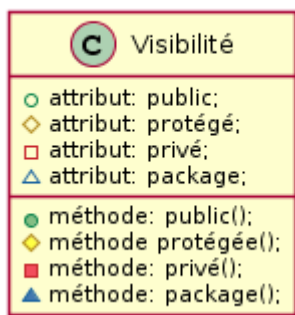 C Visibilité
attribut: public;
attribut: protégé;
attribut: privé;
attribut: package;
méthode: public();
méthode protégée();
méthode: privé();
méthode: package();